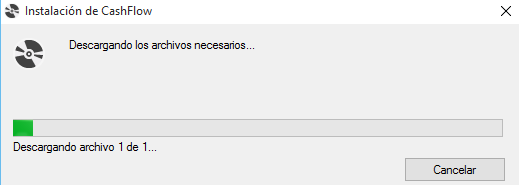 Instalación de CashFlow
Descargando los archivos necesarios...
Descargando archivo 1 de 1...
Cancelar